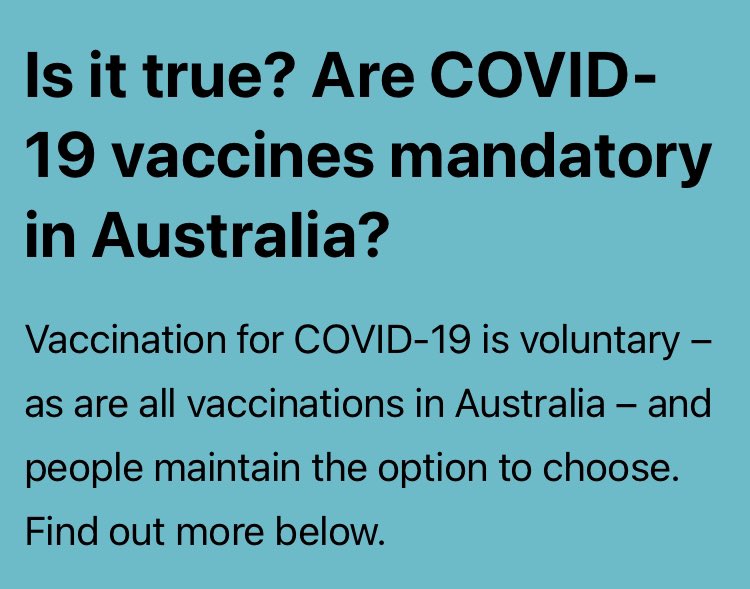 Is it true? Are COVID-
19 vaccines mandatory
in Australia?
Vaccination for COVID-19 is voluntary –
as are all vaccinations in Australia – and
people maintain the option to choose.
Find out more below.